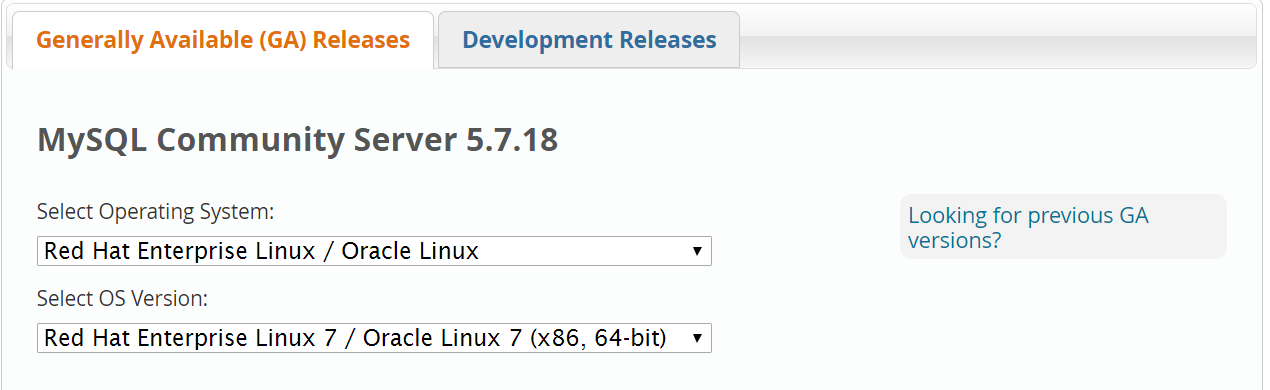 Generally Available (GA) Releases
Development Releases
MySQL Community Server 5.7.18
Select Operating System:
Looking for previous GA
versions?
Red Hat Enterprise Linux / Oracle Linux
Select OS Version:
Red Hat Enterprise Linux 7 / Oracle Linux 7 (x86, 64-bit)